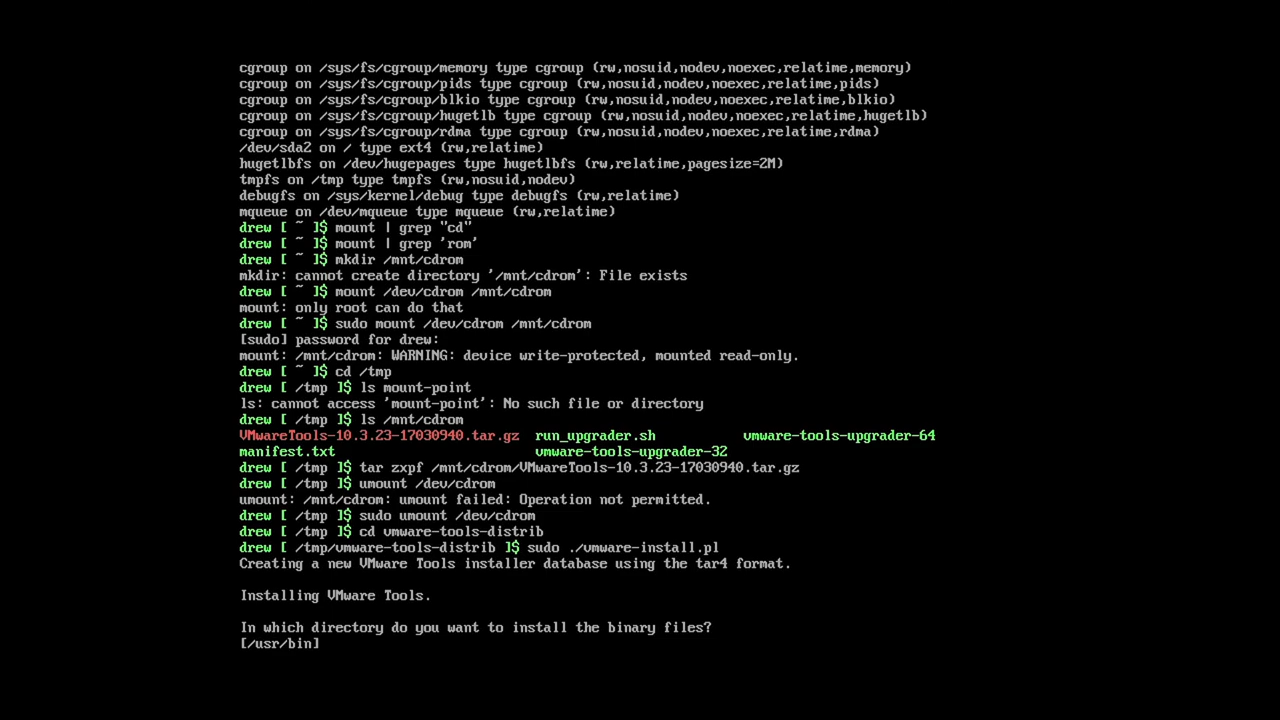 cgroup on /sys/fs/cgroup/memory type cgroup (rw,nosuid,nodev,noexec,relatime,memory)
cgroup on /sys/fs/cgroup/pids type cgroup (rw,nosuid,nodev,noexec,relatime,pids)
cgroup on /sys/fs/cgroup/blkio type cgroup (rw,nosuid,nodev,noexec,relatime,blkio)
cgroup on /sys/fs/cgroup/hugetlb type cgroup (rw,nosuid,nodev,noexec,relatime,hugetlb)
cgroup on /sys/fs/cgroup/rdma type cgroup (rw,nosuid,nodev,noexec,relatime,rdma)
/dev/sda2 on / type ext4 (rw,relatime)
hugetlbfs on /dev/hugepages type hugetlbfs (rw,relatime,pagesize=2M)
tmpfs on /tmp type tmpfs (rw,nosuid,nodev)
debugfs on /sys/kernel/debug type debugfs (rw,relatime)
mqueue on /dev/mqueue type mqueue (rw,relatime)
drew [ ~ ]$ mount | grep "cd"
drew [ ~ ]$ mount | grep 'rom'
drew [ ~ ]$ mkdir /mnt/cdrom
mkdir: cannot create directory '/mnt/cdrom': File exists
drew [ ~ ]$ mount /dev/cdrom /mnt/cdrom
mount: only root can do that
drew [ ~ ]$ sudo mount /dev/cdrom /mnt/cdrom
[sudo] password for drew:
mount: /mnt/cdrom: WARNING: device write-protected, mounted read-only.
drew [ ~ ]$ cd /tmp
drew [ /tmp ]$ ls mount-point
ls: cannot access 'mount-point': No such file or directory
drew [ /tmp ]$ ls /mnt/cdrom
VMwareTools-10.3.23-17030940.tar.gz  run_upgrader.sh           vmware-tools-upgrader-64
manifest.txt                         vmware-tools-upgrader-32
drew [ /tmp ]$ tar zxpf /mnt/cdrom/VMwareTools-10.3.23-17030940.tar.gz
drew [ /tmp ]$ umount /dev/cdrom
umount: /mnt/cdrom: umount failed: Operation not permitted.
drew [ /tmp ]$ sudo umount /dev/cdrom
drew [ /tmp ]$ cd vmware-tools-distrib
drew [ /tmp/vmware-tools-distrib ]$ sudo ./vmware-install.pl
Creating a new VMware Tools installer database using the tar4 format.
Installing VMware Tools.
In which directory do you want to install the binary files?
[/usr/bin]